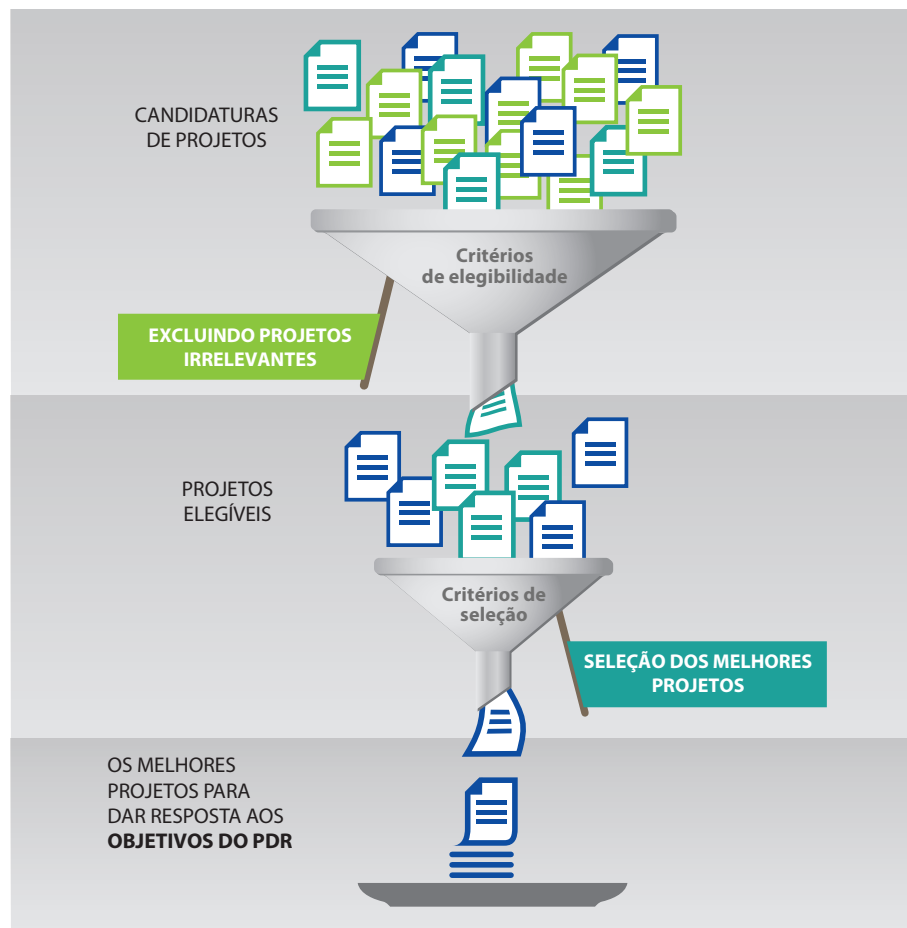 CANDIDATURAS
DE PROJETOS
Critérios
de elegibilidade
EXCLUINDO PROJETOS
IRRELEVANTES
PROJETOS
ELEGÍVEIS
Critérios de
seleção
SELEÇÃO DOS MELHORES
PROJETOS
OS MELHORES
PROJETOS PARA
DAR RESPOSTA AOS
OBJETIVOS DO PDR